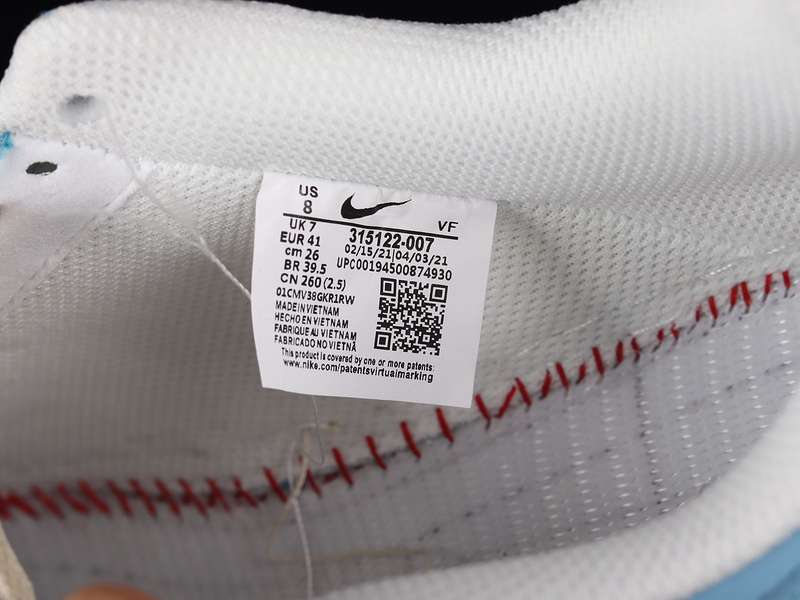 US
8
VF
UK 7
EUR 41
cm 26
BR 39.5
CN 260 (2.5)
315122-007
02/15/21|04/03/21
UPC00194500874930
01CMV38GKR1RW
MADE IN VIETNAM
HECHO EN VIETNAM
FABRIQUE AU VIETNAM
FABRICADO NO VIETNÃ
This product is covered by one or more patents:
www.nike.com/patentsvirtualmarking